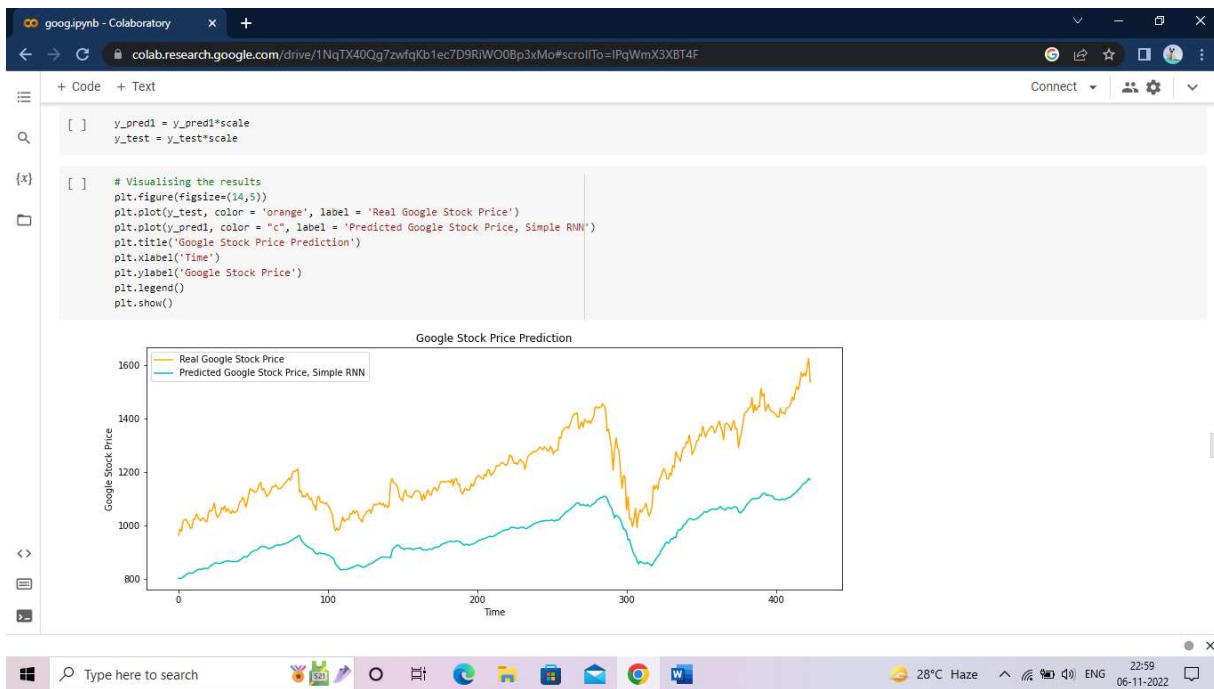 goog.ipynb - Colaboratory
colab.research.google.com/drive/1NqTX40Qg7zwfqKb1ec7D9RiWO0Bp3xMo#scrollTo=IPqWmX3XBT4F
+ Code + Text
Connect
[ ] y_pred1 = y_pred1*scale
y_test = y_test*scale
{x}
[ ] # Visualising the results
plt.figure(figsize=(14,5))
plt.plot(y_test, color = 'orange', label = 'Real Google Stock Price')
plt.plot(y_pred1, color = "c", label = 'Predicted Google Stock Price, Simple RNN')
plt.title('Google Stock Price Prediction')
plt.xlabel('Time')
plt.ylabel('Google Stock Price')
plt.legend()
plt.show()
Google Stock Price Prediction
Real Google Stock Price
Predicted Google Stock Price, Simple RNN
Google Stock Price
1600
1400
1200
1000
800
0 100 200 300 400
Time
Type here to search
28°C Haze
ENG
22:59
06-11-2022